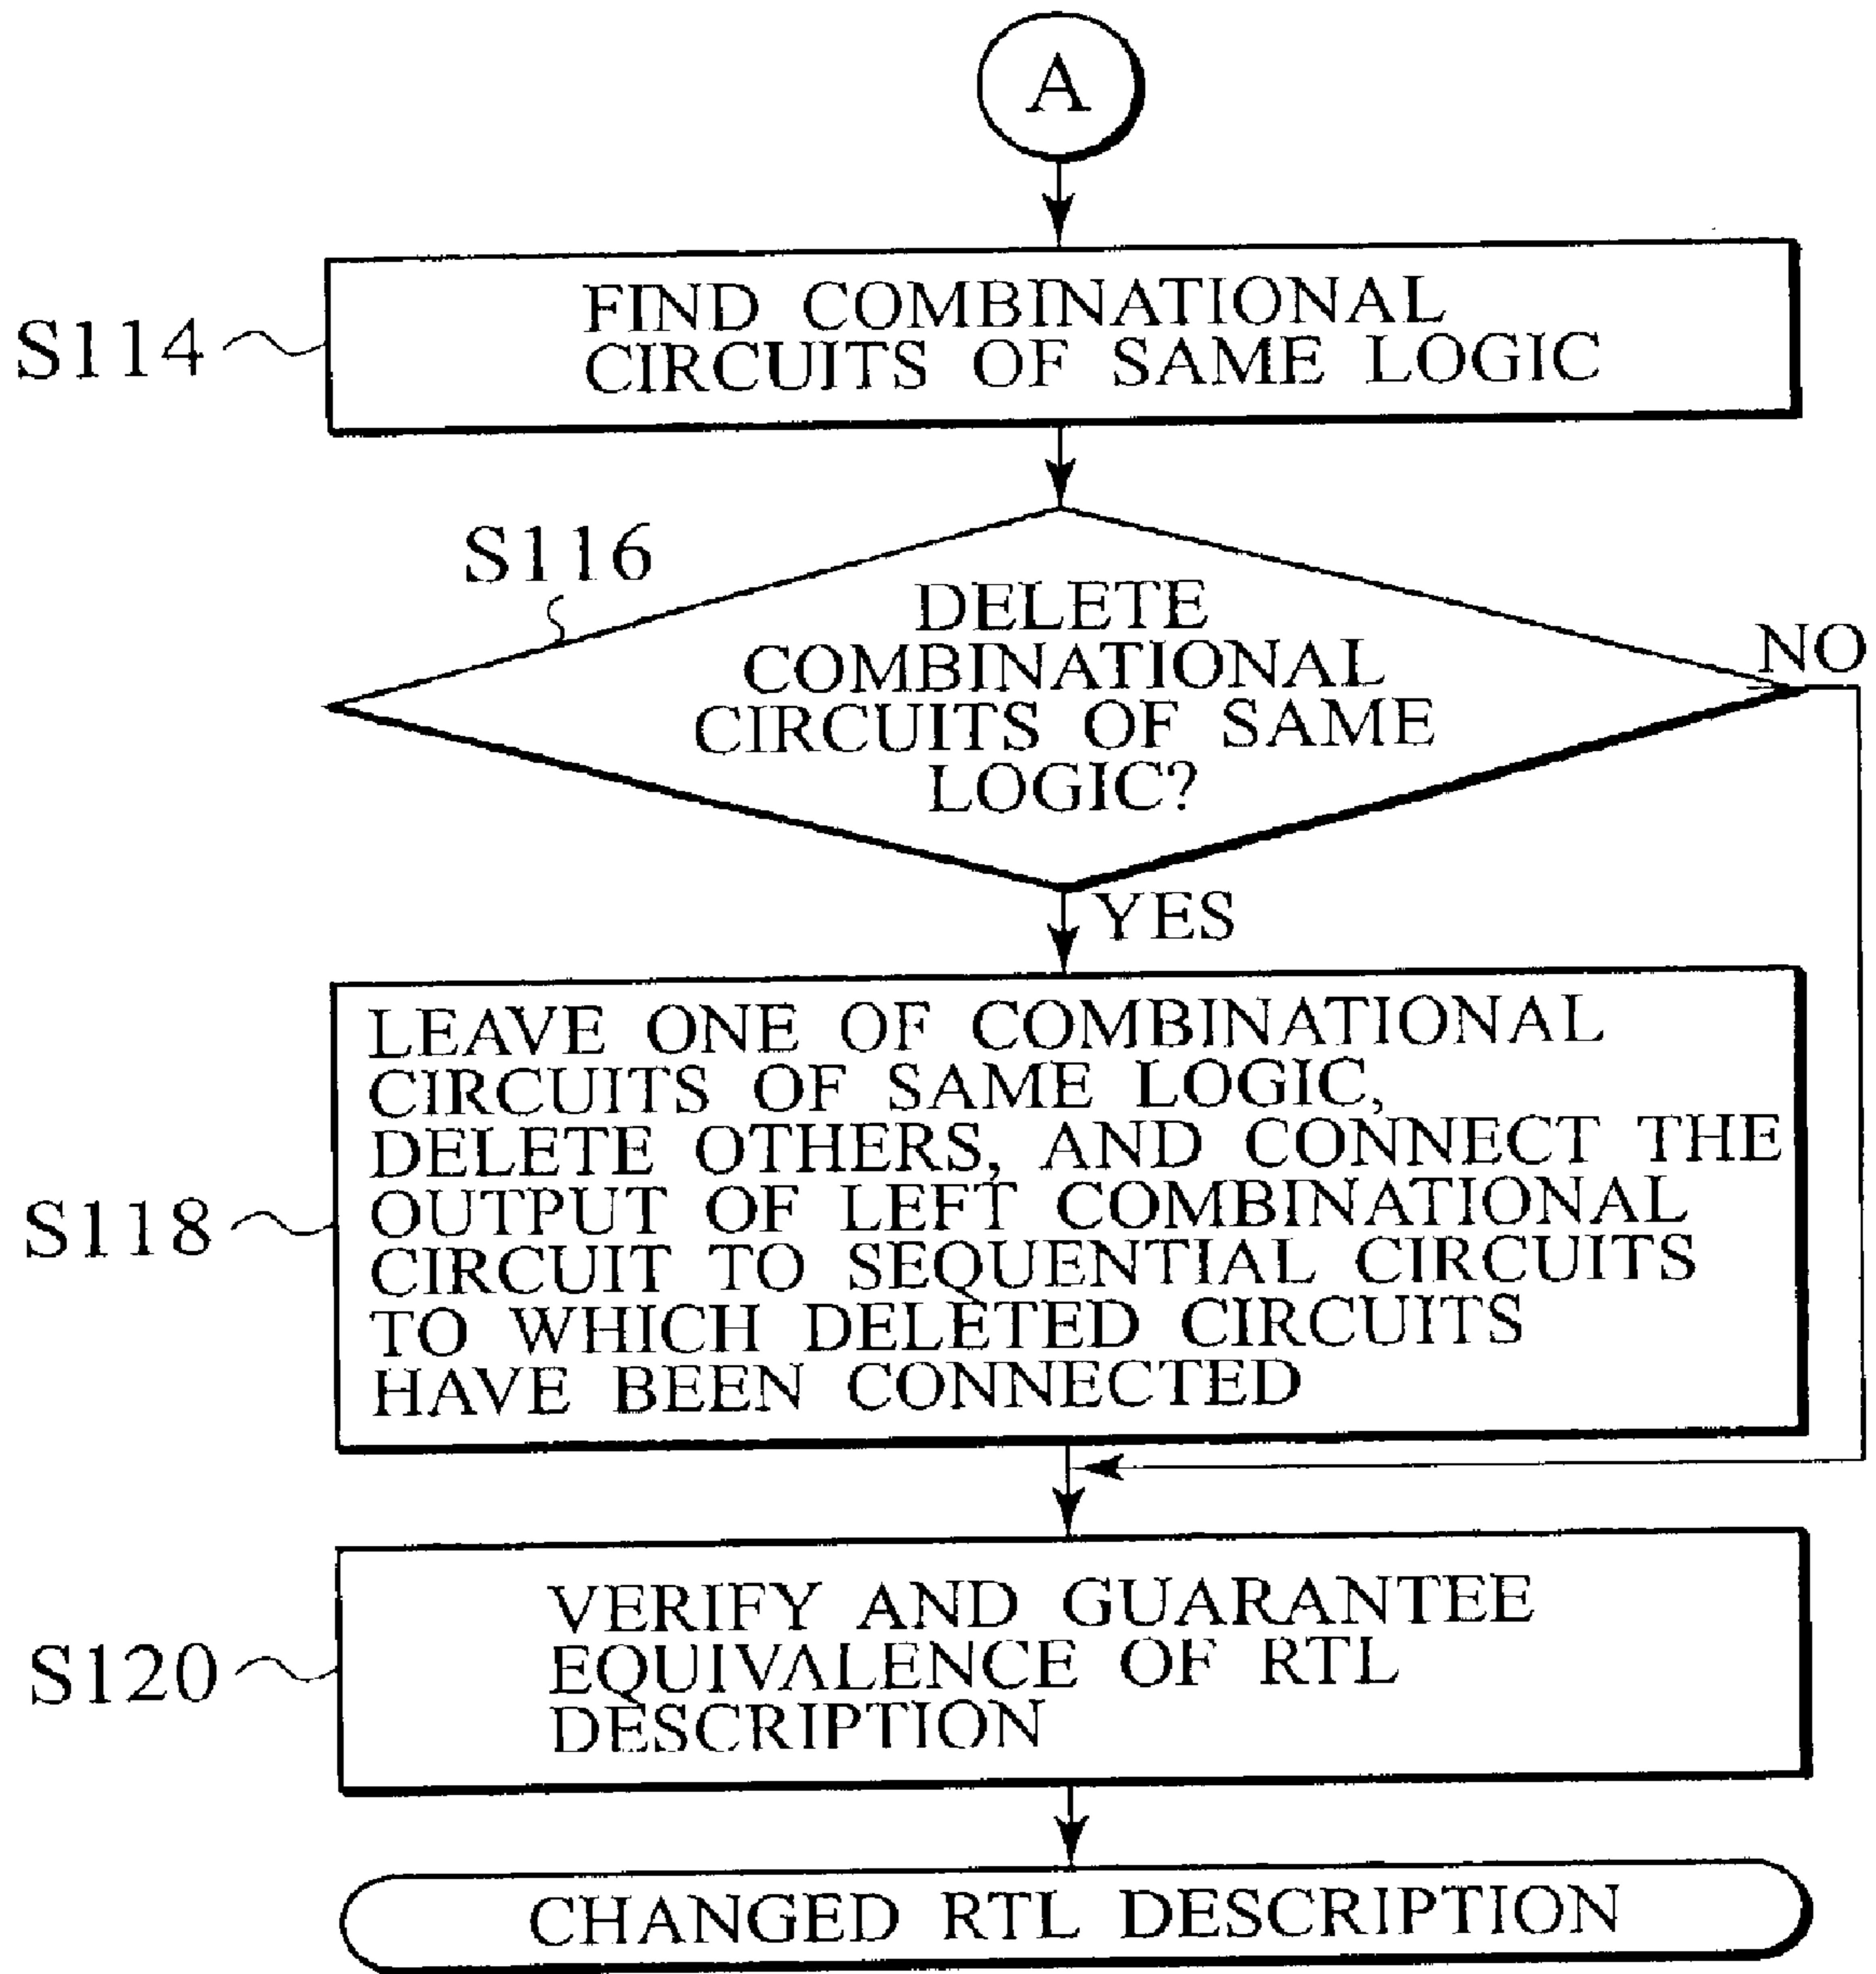 A
FIND COMBINATIONAL
CIRCUITS OF SAME LOGIC
S114
S116
DELETE
COMBINATIONAL
CIRCUITS OF SAME
LOGIC?
NO
YES
LEAVE ONE OF COMBINATIONAL
CIRCUITS OF SAME LOGIC,
DELETE OTHERS, AND CONNECT THE
OUTPUT OF LEFT COMBINATIONAL
CIRCUIT TO SEQUENTIAL CIRCUITS
TO WHICH DELETED CIRCUITS
HAVE BEEN CONNECTED
S118
VERIFY AND GUARANTEE
EQUIVALENCE OF RTL
DESCRIPTION
S120
CHANGED RTL DESCRIPTION